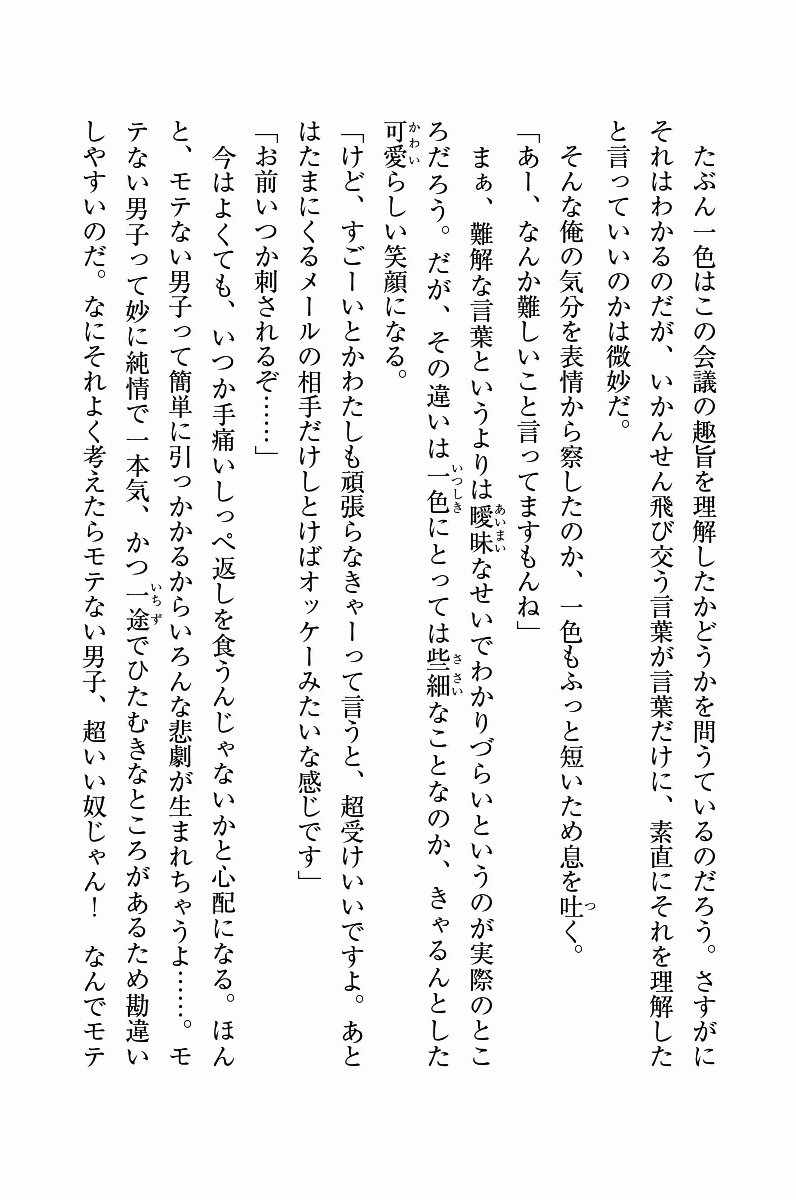 たぶん一色はこの会議の趣旨を理解したかどうかを問うているのだろう。さすがに
それはわかるのだが、いかんせん飛び交う言葉が言葉だけに、素直にそれを理解した
と言っていいのかは微妙だ。
　そんな俺の気分を表情から察したのか、一色もふっと短いため息を吐く。
「あー、なんか難しいこと言ってますもんね」
　まぁ、難解な言葉というよりは曖昧なせいでわかりづらいというのが実際のとこ
ろだろう。だが、その違いは一色にとっては些細なことなのか、きゃるんとした
可愛らしい笑顔になる。
「けど、すごーいとかわたしも頑張らなきゃーって言うと、超受けいいですよ。あと
はたまにくるメールの相手だけしとけばオッケーみたいな感じです」
「お前いつか刺されるぞ……」
　今はよくても、いつか手痛いしっぺ返しを食うんじゃないかと心配になる。ほん
と、モテない男子って簡単に引っかかるからいろんな悲劇が生まれちゃうよ……。モ
テない男子って妙に純情で一本気、かつ一途でひたむきなところがあるため勘違い
しやすいのだ。なにそれよく考えたらモテない男子、超いい奴じゃん！　なんでモテ